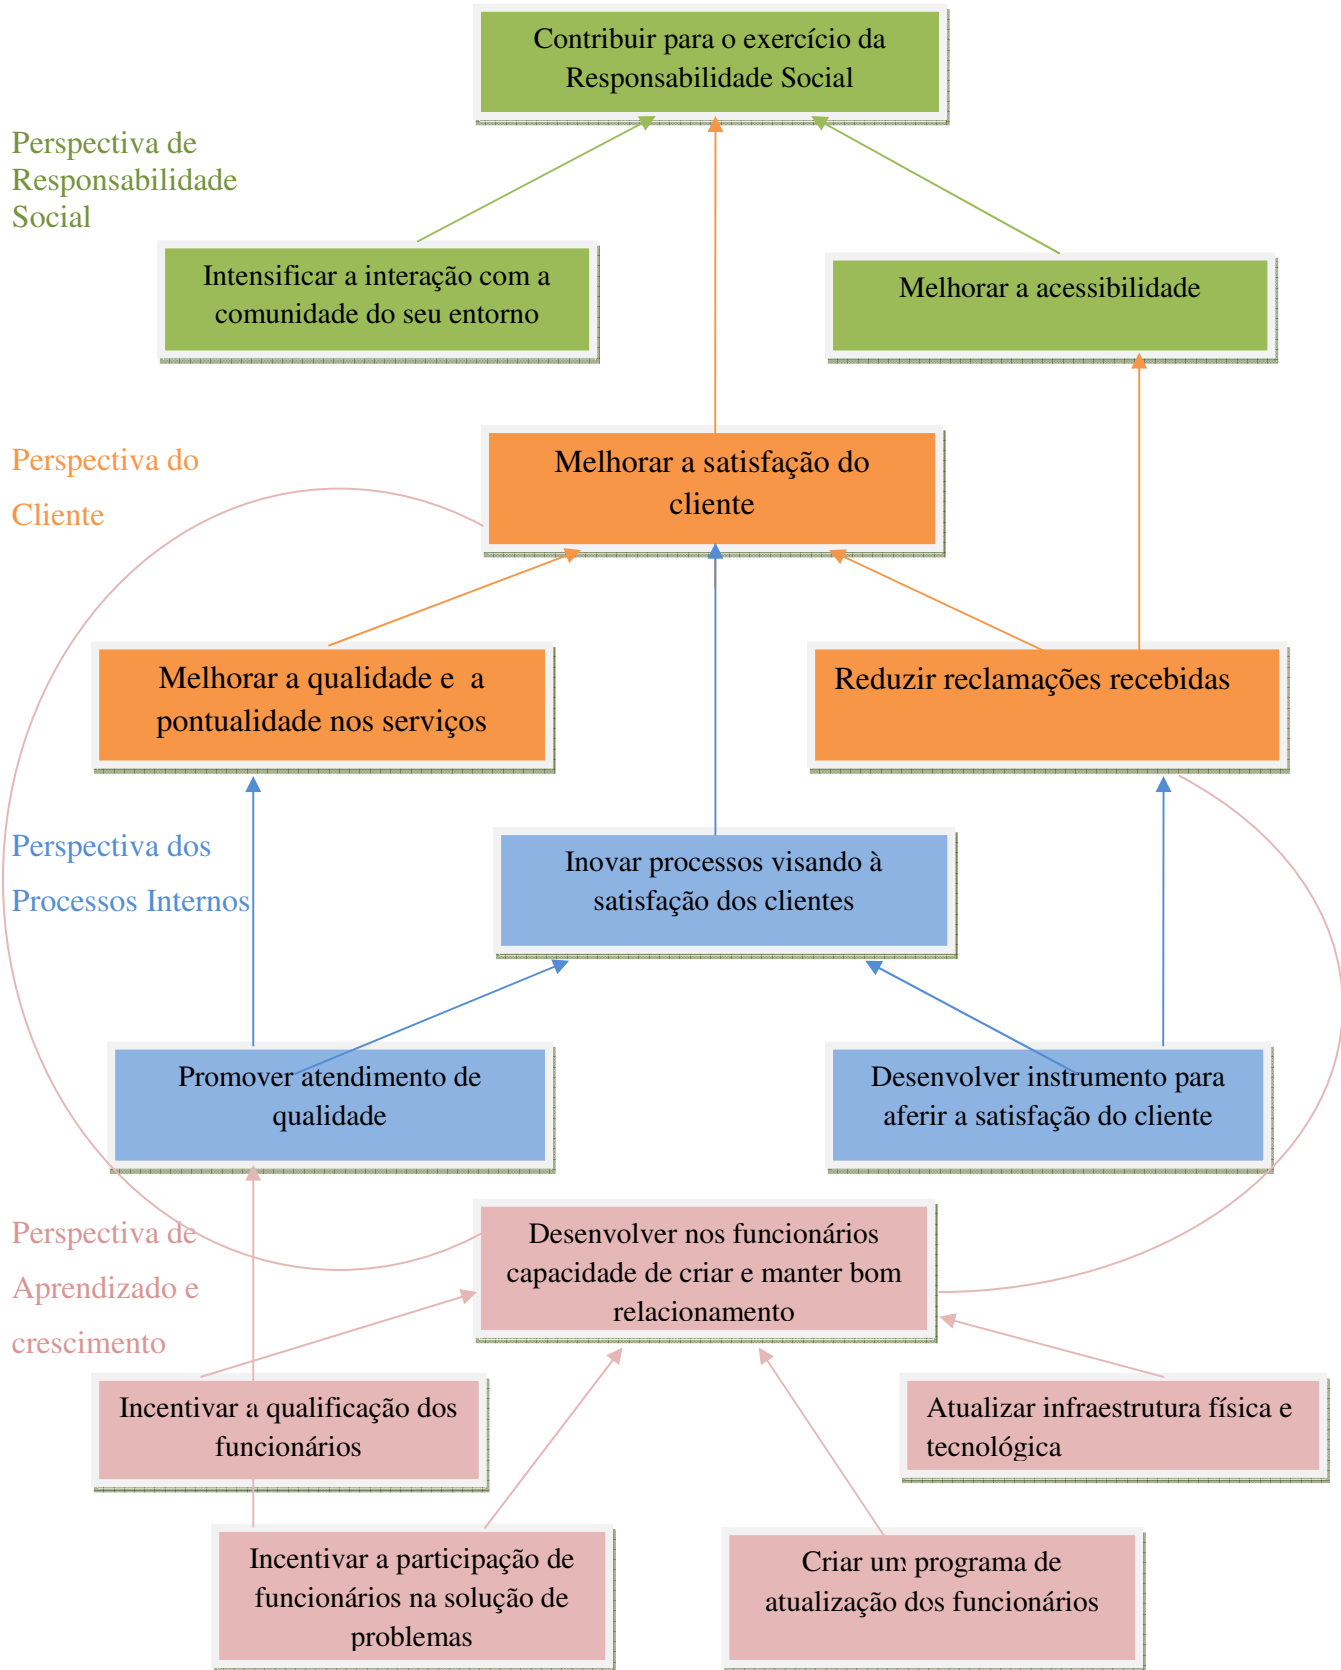 Contribuir para o exercício da
Responsabilidade Social
Perspectiva de
Responsabilidade
Social
Intensificar a interação com a
comunidade do seu entorno
Melhorar a acessibilidade
Perspectiva do
Cliente
Melhorar a satisfação do
cliente
Melhorar a qualidade e a
pontualidade nos serviços
Reduzir reclamações recebidas
Perspectiva dos
Processos Internos
Inovar processos visando à
satisfação dos clientes
Promover atendimento de
qualidade
Desenvolver instrumento para
aferir a satisfação do cliente
Perspectiva de
Aprendizado e
crescimento
Desenvolver nos funcionários
capacidade de criar e manter bom
relacionamento
Incentivar a qualificação dos
funcionários
Atualizar infraestrutura física e
tecnológica
Incentivar a participação de
funcionários na solução de
problemas
Criar um programa de
atualização dos funcionários